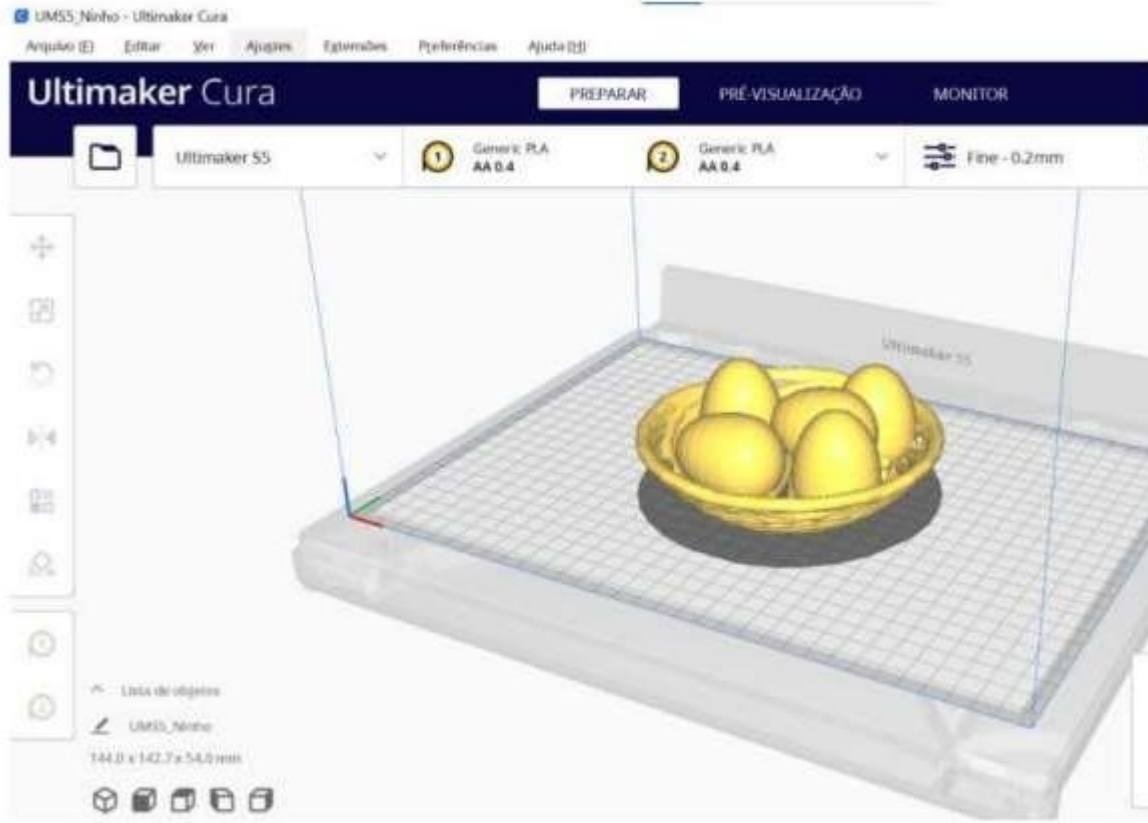 UMS5_Ninho - Ultimaker Cura
Arquivo (E) Editar Ver Ajustes Extensões Preferências Ajuda (H)
Ultimaker Cura
PREPARAR PRÉ-VISUALIZAÇÃO MONITOR
Ultimaker S5
1 Generic PLA
AA 0.4
2 Generic PLA
AA 0.4
Fine - 0.2mm
Ultimaker S5
Lista de objetos
UMS5_Ninho
144.0 x 142.7 x 54.0 mm